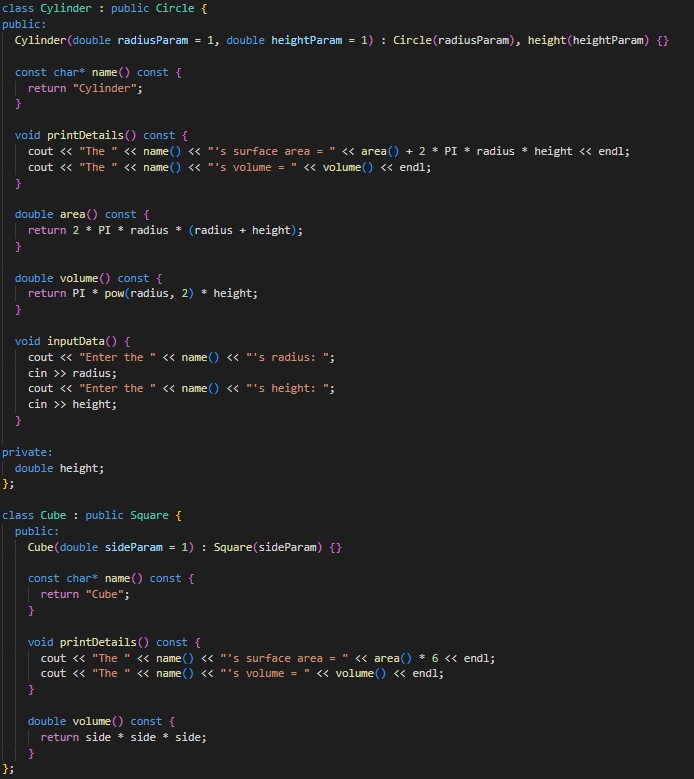 class Cylinder : public Circle {
public:
  Cylinder(double radiusParam = 1, double heightParam = 1) : Circle(radiusParam), height(heightParam) {}

  const char* name() const {
    return "Cylinder";
  }

  void printDetails() const {
    cout << "The " << name() << "'s surface area = " << area() + 2 * PI * radius * height << endl;
    cout << "The " << name() << "'s volume = " << volume() << endl;
  }

  double area() const {
    return 2 * PI * radius * (radius + height);
  }

  double volume() const {
    return PI * pow(radius, 2) * height;
  }

  void inputData() {
    cout << "Enter the " << name() << "'s radius: ";
    cin >> radius;
    cout << "Enter the " << name() << "'s height: ";
    cin >> height;
  }

private:
  double height;
};

class Cube : public Square {
  public:
    Cube(double sideParam = 1) : Square(sideParam) {}

    const char* name() const {
      return "Cube";
    }

    void printDetails() const {
      cout << "The " << name() << "'s surface area = " << area() * 6 << endl;
      cout << "The " << name() << "'s volume = " << volume() << endl;
    }

    double volume() const {
      return side * side * side;
    }
};